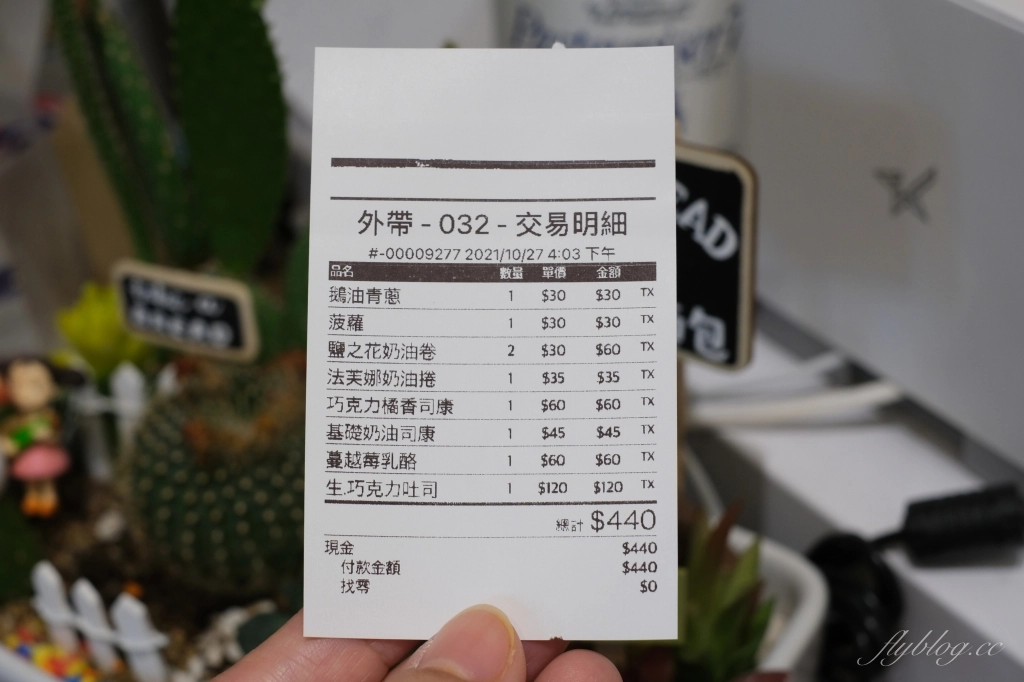 外帶 - 032 - 交易明細
#-00009277 2021/10/27 4:03 下午
品名 數量 單價 金額
鵝油青蔥 1 $30 $30 TX
菠蘿 1 $30 $30 TX
鹽之花奶油卷 2 $30 $60 TX
法芙娜奶油捲 1 $35 $35 TX
巧克力橘香司康 1 $60 $60 TX
基礎奶油司康 1 $45 $45 TX
蔓越莓乳酪 1 $60 $60 TX
生.巧克力吐司 1 $120 $120 TX
總計 $440
現金 $440
付款金額 $440
找零 $0
EAD
包
flyblog.cc